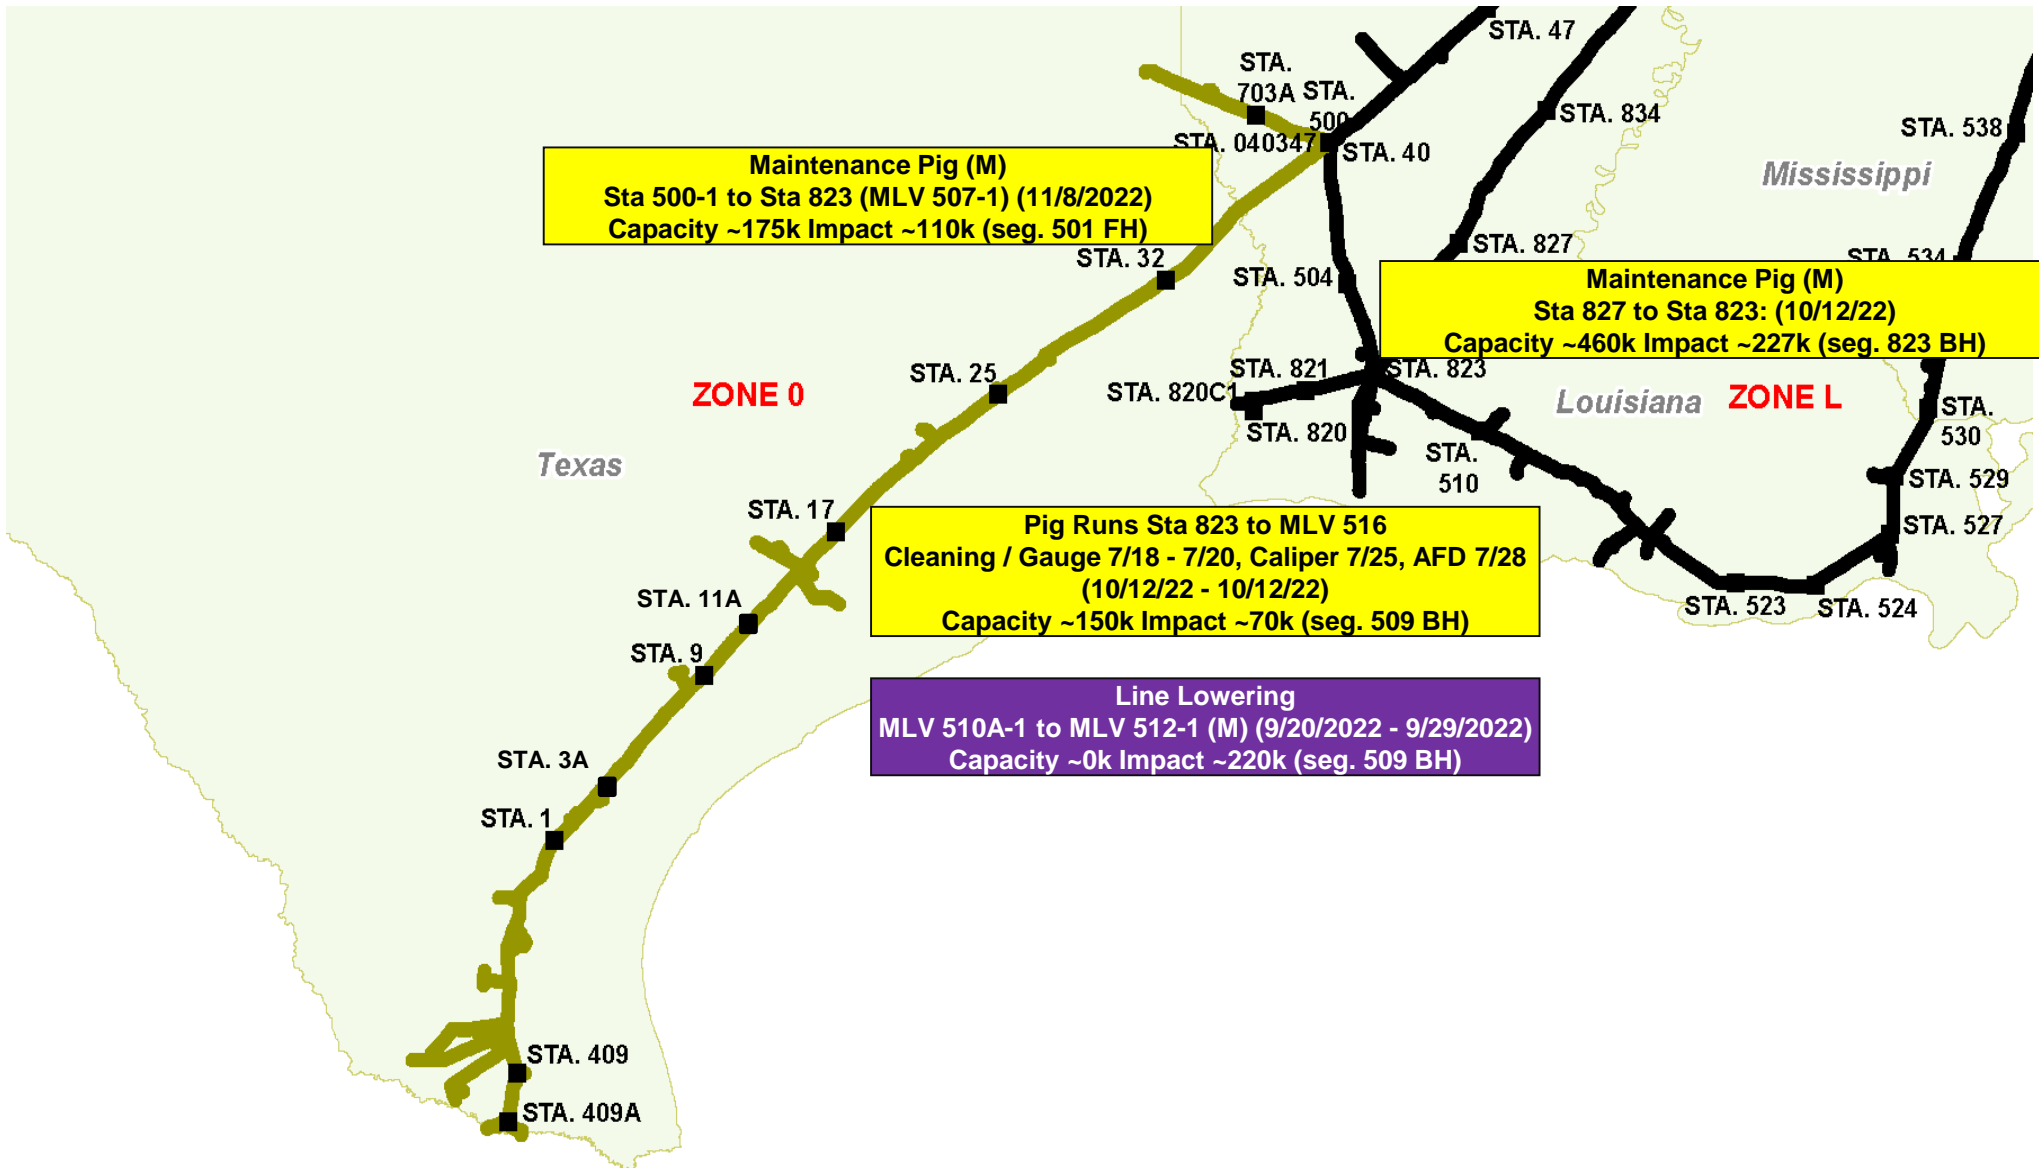 STA. 47
STA.
703A
STA.
500
STA. 834
STA. 538
STA. 040347
STA. 40
Mississippi
Maintenance Pig (M)
Sta 500-1 to Sta 823 (MLV 507-1) (11/8/2022)
Capacity ~175k Impact ~110k (seg. 501 FH)
STA. 827
STA. 534
STA. 32
STA. 504
Maintenance Pig (M)
Sta 827 to Sta 823: (10/12/22)
Capacity ~460k Impact ~227k (seg. 823 BH)
STA. 25
STA. 821
STA. 823
ZONE 0
STA. 820C1
Louisiana
ZONE L
STA.
530
STA. 820
Texas
STA.
510
STA. 529
STA. 17
STA. 527
Pig Runs Sta 823 to MLV 516
Cleaning / Gauge 7/18 - 7/20, Caliper 7/25, AFD 7/28
(10/12/22 - 10/12/22)
Capacity ~150k Impact ~70k (seg. 509 BH)
STA. 11A
STA. 523
STA. 524
STA. 9
Line Lowering
MLV 510A-1 to MLV 512-1 (M) (9/20/2022 - 9/29/2022)
Capacity ~0k Impact ~220k (seg. 509 BH)
STA. 3A
STA. 1
STA. 409
STA. 409A